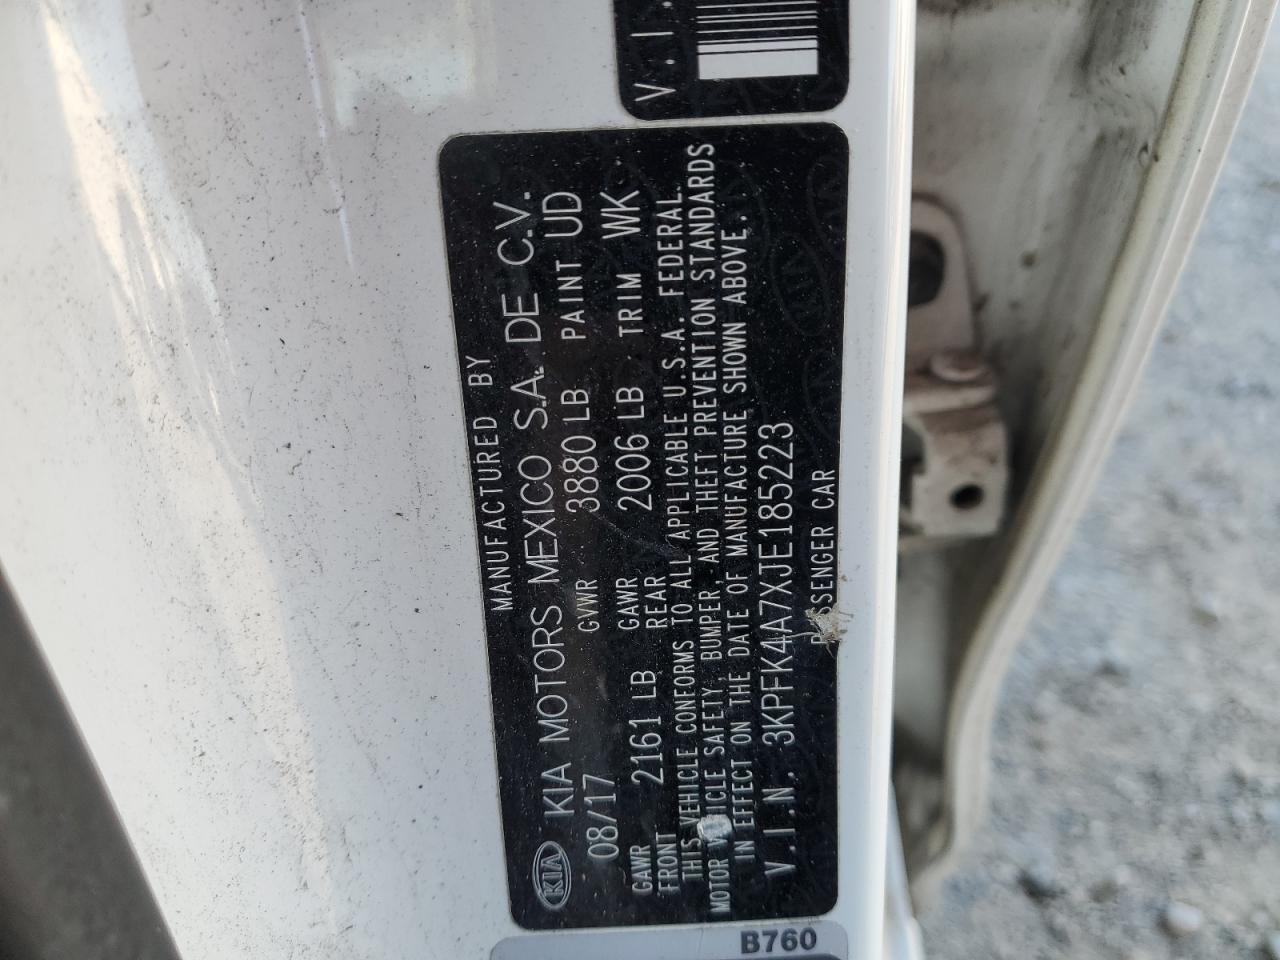 V.I.
MANUFACTURED BY
KIA KIA MOTORS MEXICO S.A. DE C.V.
08/17 GVWR 3880 LB PAINT UD
GAWR FRONT 2161 LB GAWR REAR 2006 LB TRIM WK
THIS VEHICLE CONFORMS TO ALL APPLICABLE U.S.A. FEDERAL
MOTOR VEHICLE SAFETY, BUMPER, AND THEFT PREVENTION STANDARDS
IN EFFECT ON THE DATE OF MANUFACTURE SHOWN ABOVE.
V.I.N. 3KPFK4A7XJE185223
PASSENGER CAR
B760